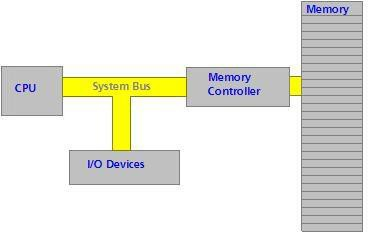 Memory
CPU
System Bus
Memory
Controller
I/O Devices